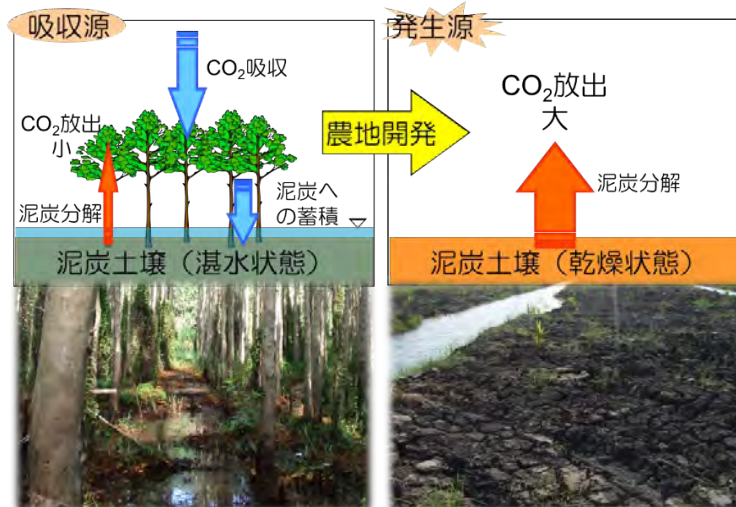 吸収源
CO₂吸収
CO₂放出
小
泥炭分解
泥炭へ
の蓄積
泥炭土壌（湛水状態）
農地開発
発生源
CO₂放出
大
泥炭分解
泥炭土壌（乾燥状態）